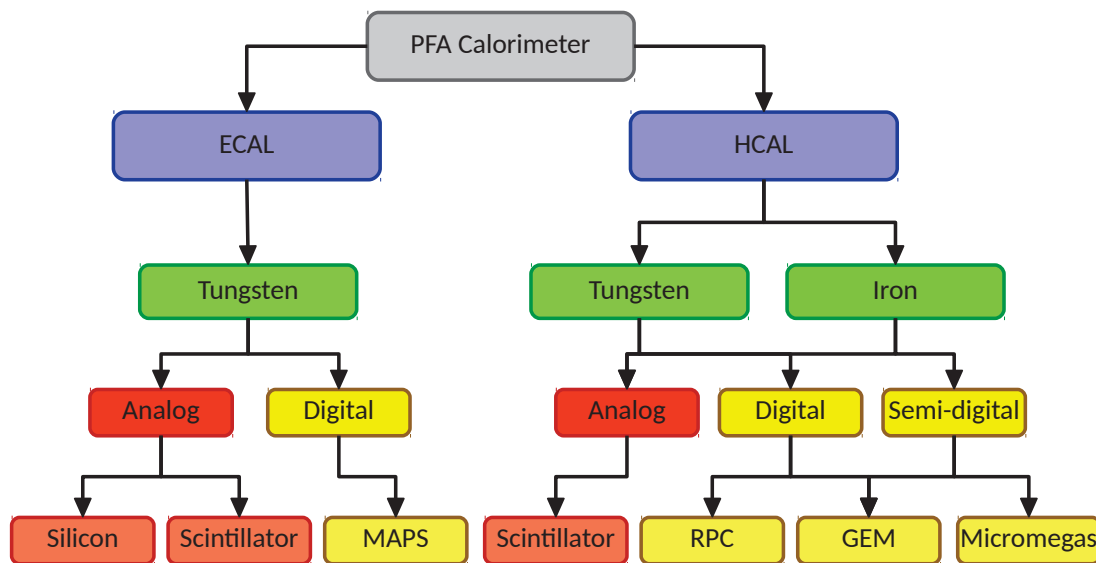 PFA Calorimeter
ECAL
HCAL
Tungsten
Tungsten
Iron
Analog
Digital
Analog
Digital
Semi-digital
Silicon
Scintillator
MAPS
Scintillator
RPC
GEM
Micromegas